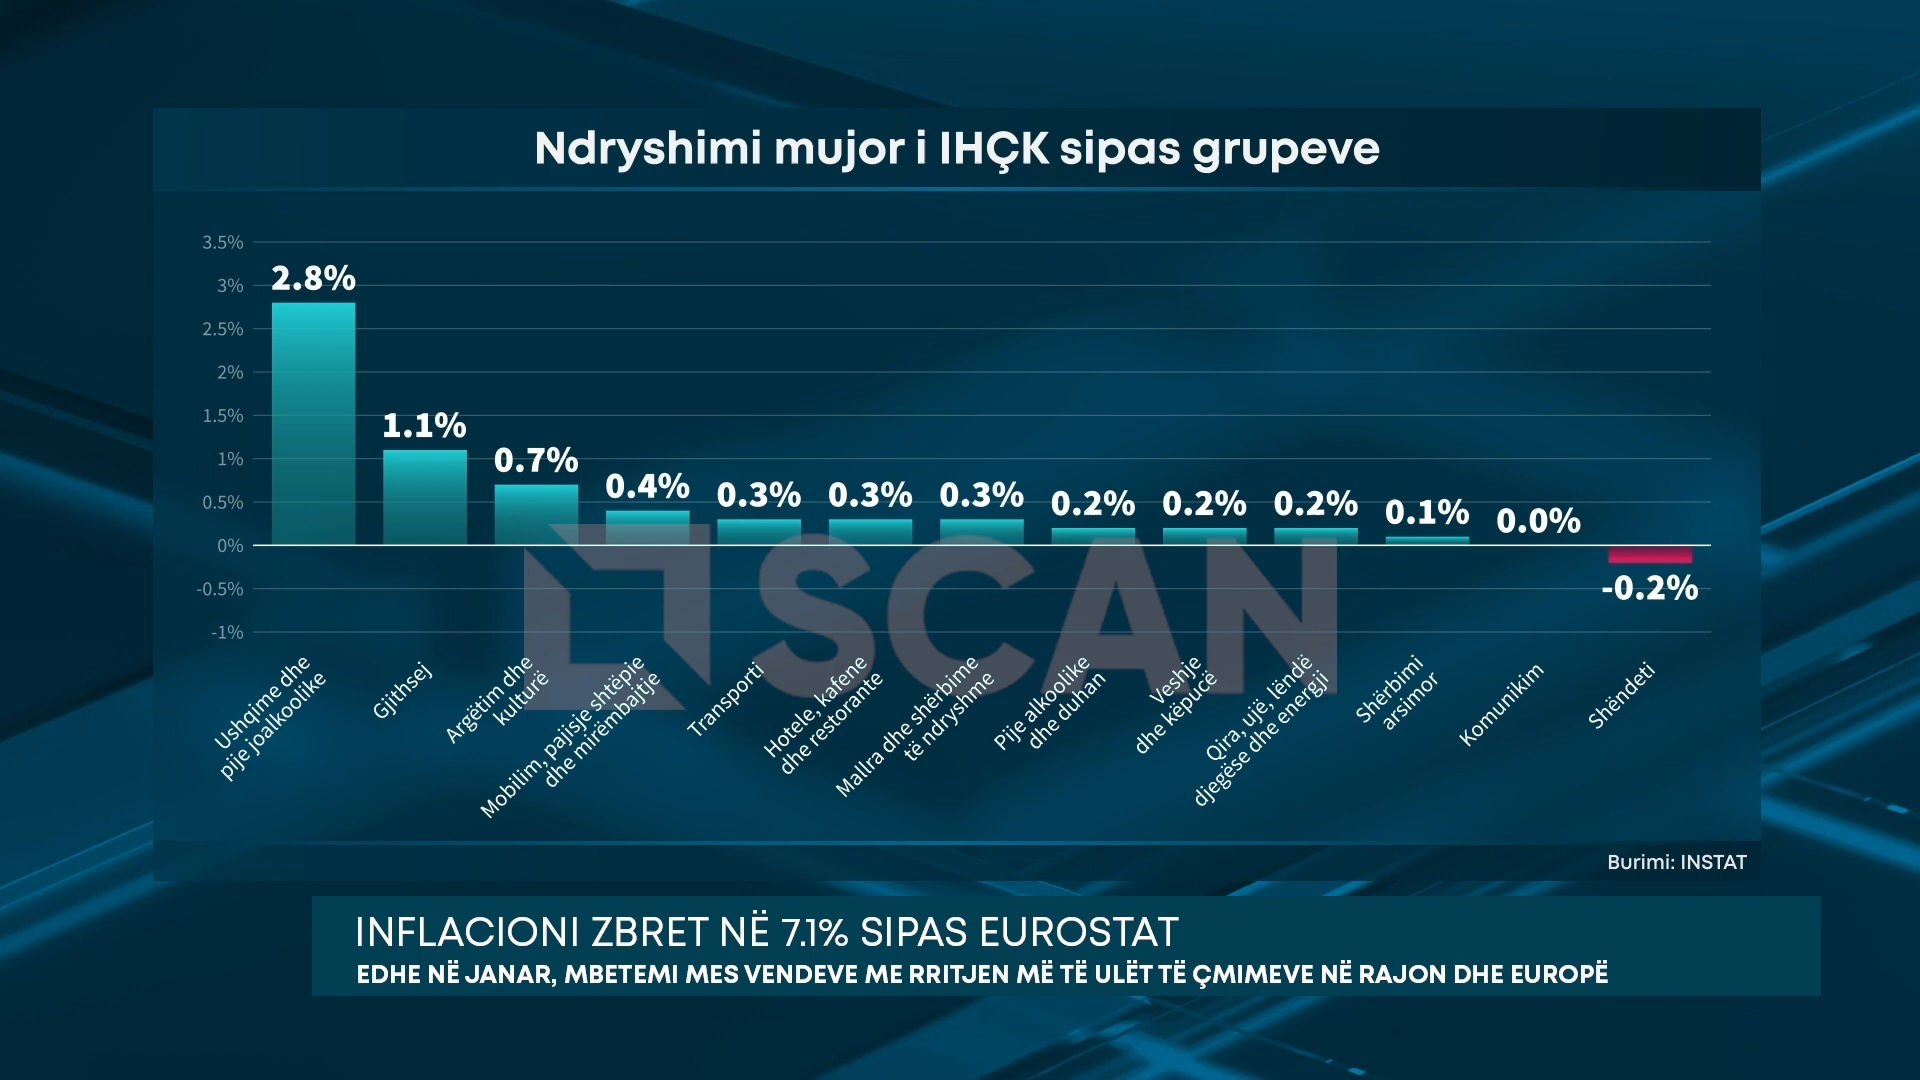 Ndryshimi mujor i IHÇK sipas grupeve
3.5%
3%
2.5%
2%
1.5%
1%
0.5%
0%
-0.5%
-1%
2.8%
1.1%
0.7%
0.4%
0.3%
0.3%
0.3%
0.2%
0.2%
0.2%
0.1%
0.0%
-0.2%
SCAN
Ushqime dhe
pije joalkoolike
Gjithsej
Argëtim dhe
kulturë
Mobilim, pajisje shtëpie
dhe mirëmbajtje
Transporti
Hotele, kafene
dhe restorante
Mallra dhe shërbime
të ndryshme
Pije alkoolike
dhe duhan
Veshje
dhe këpucë
Qira, ujë, lëndë
djegëse dhe energji
Shërbimi
arsimor
Komunikim
Shëndeti
Burimi: INSTAT
INFLACIONI ZBRET NË 7.1% SIPAS EUROSTAT
EDHE NË JANAR, MBETEMI MES VENDEVE ME RRITJEN MË TË ULËT TË ÇMIMEVE NË RAJON DHE EUROPË